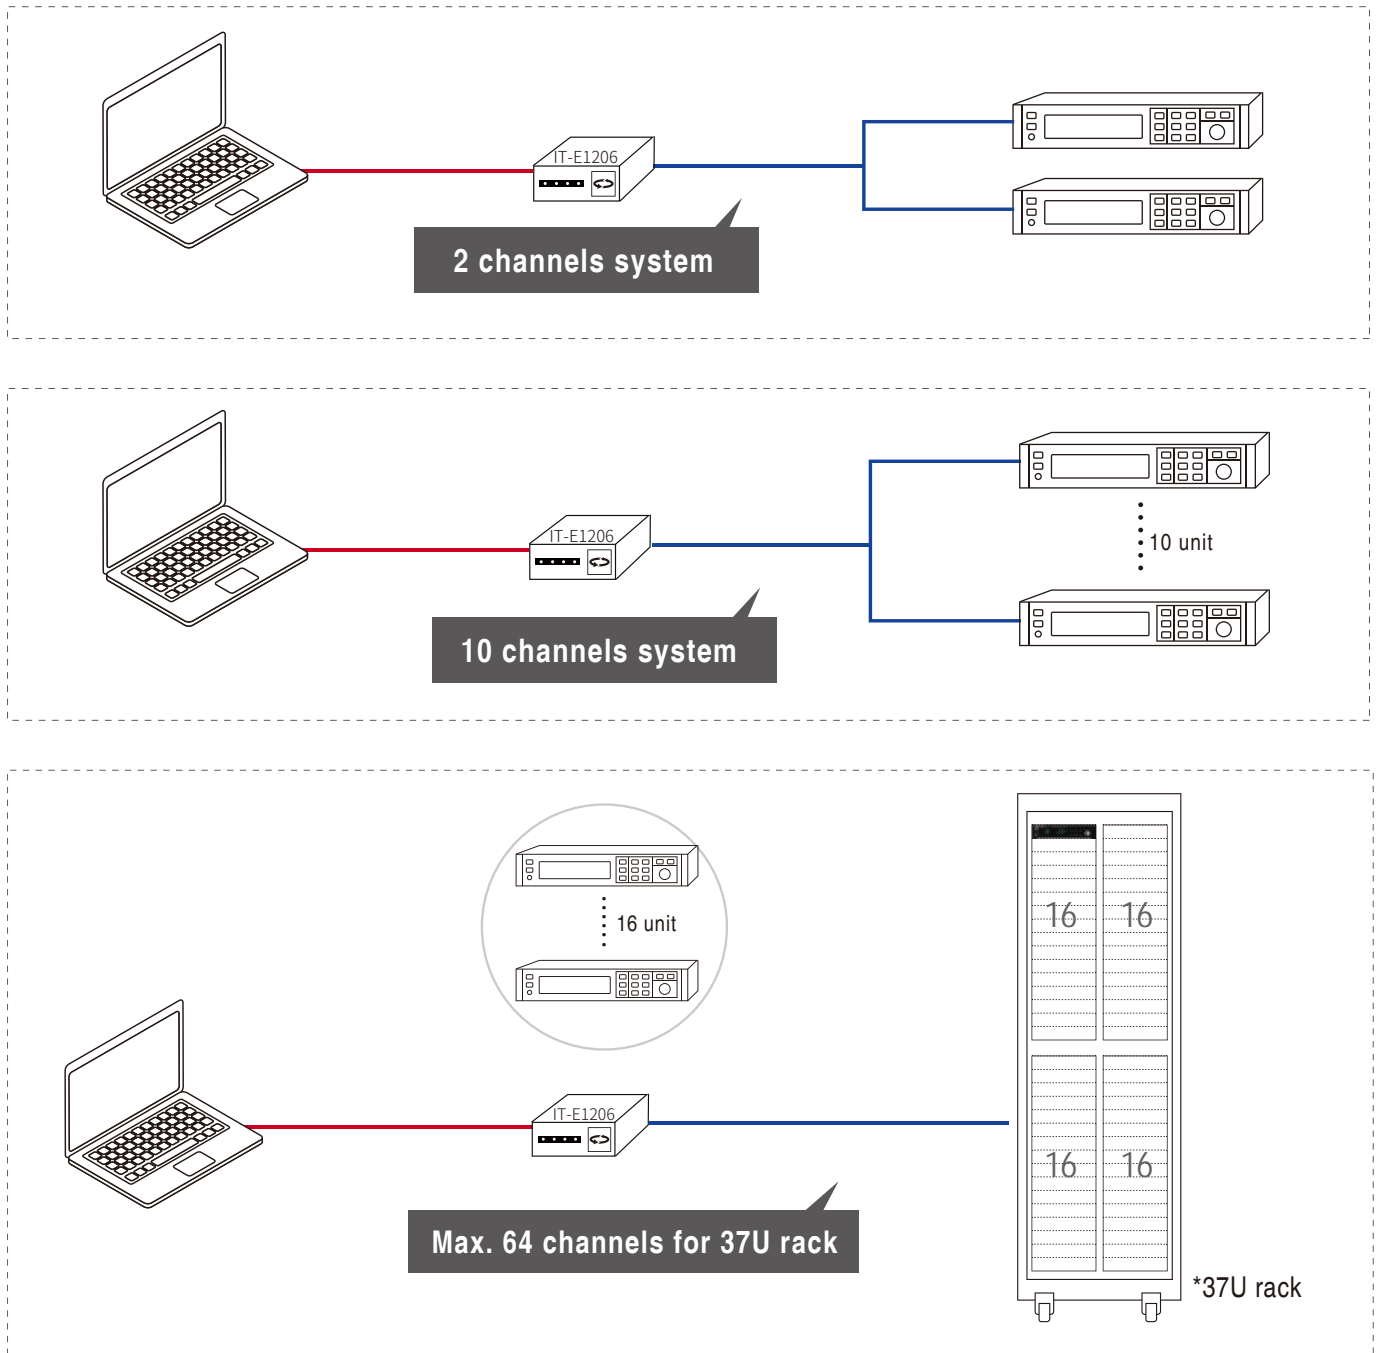 IT-E1206
2 channels system
IT-E1206
10 unit
10 channels system
16 unit
16 16
IT-E1206
16 16
Max. 64 channels for 37U rack
*37U rack